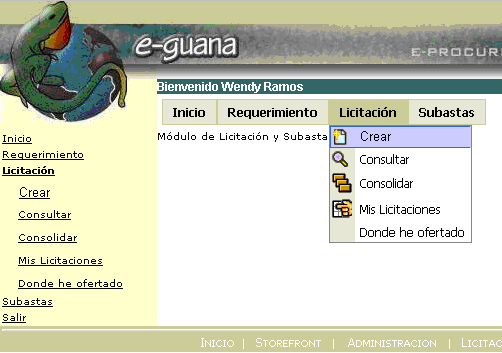 e-guana
E-PROCUR
Bienvenido Wendy Ramos
Inicio Requerimiento Licitación Subastas
Módulo de Licitación y Subasta
Crear
Consultar
Consolidar
Mis Licitaciones
Donde he ofertado
Inicio
Requerimiento
Licitación
Crear
Consultar
Consolidar
Mis Licitaciones
Donde he ofertado
Subastas
Salir
INICIO | STOREFRONT | ADMINISTRACION | LICITA